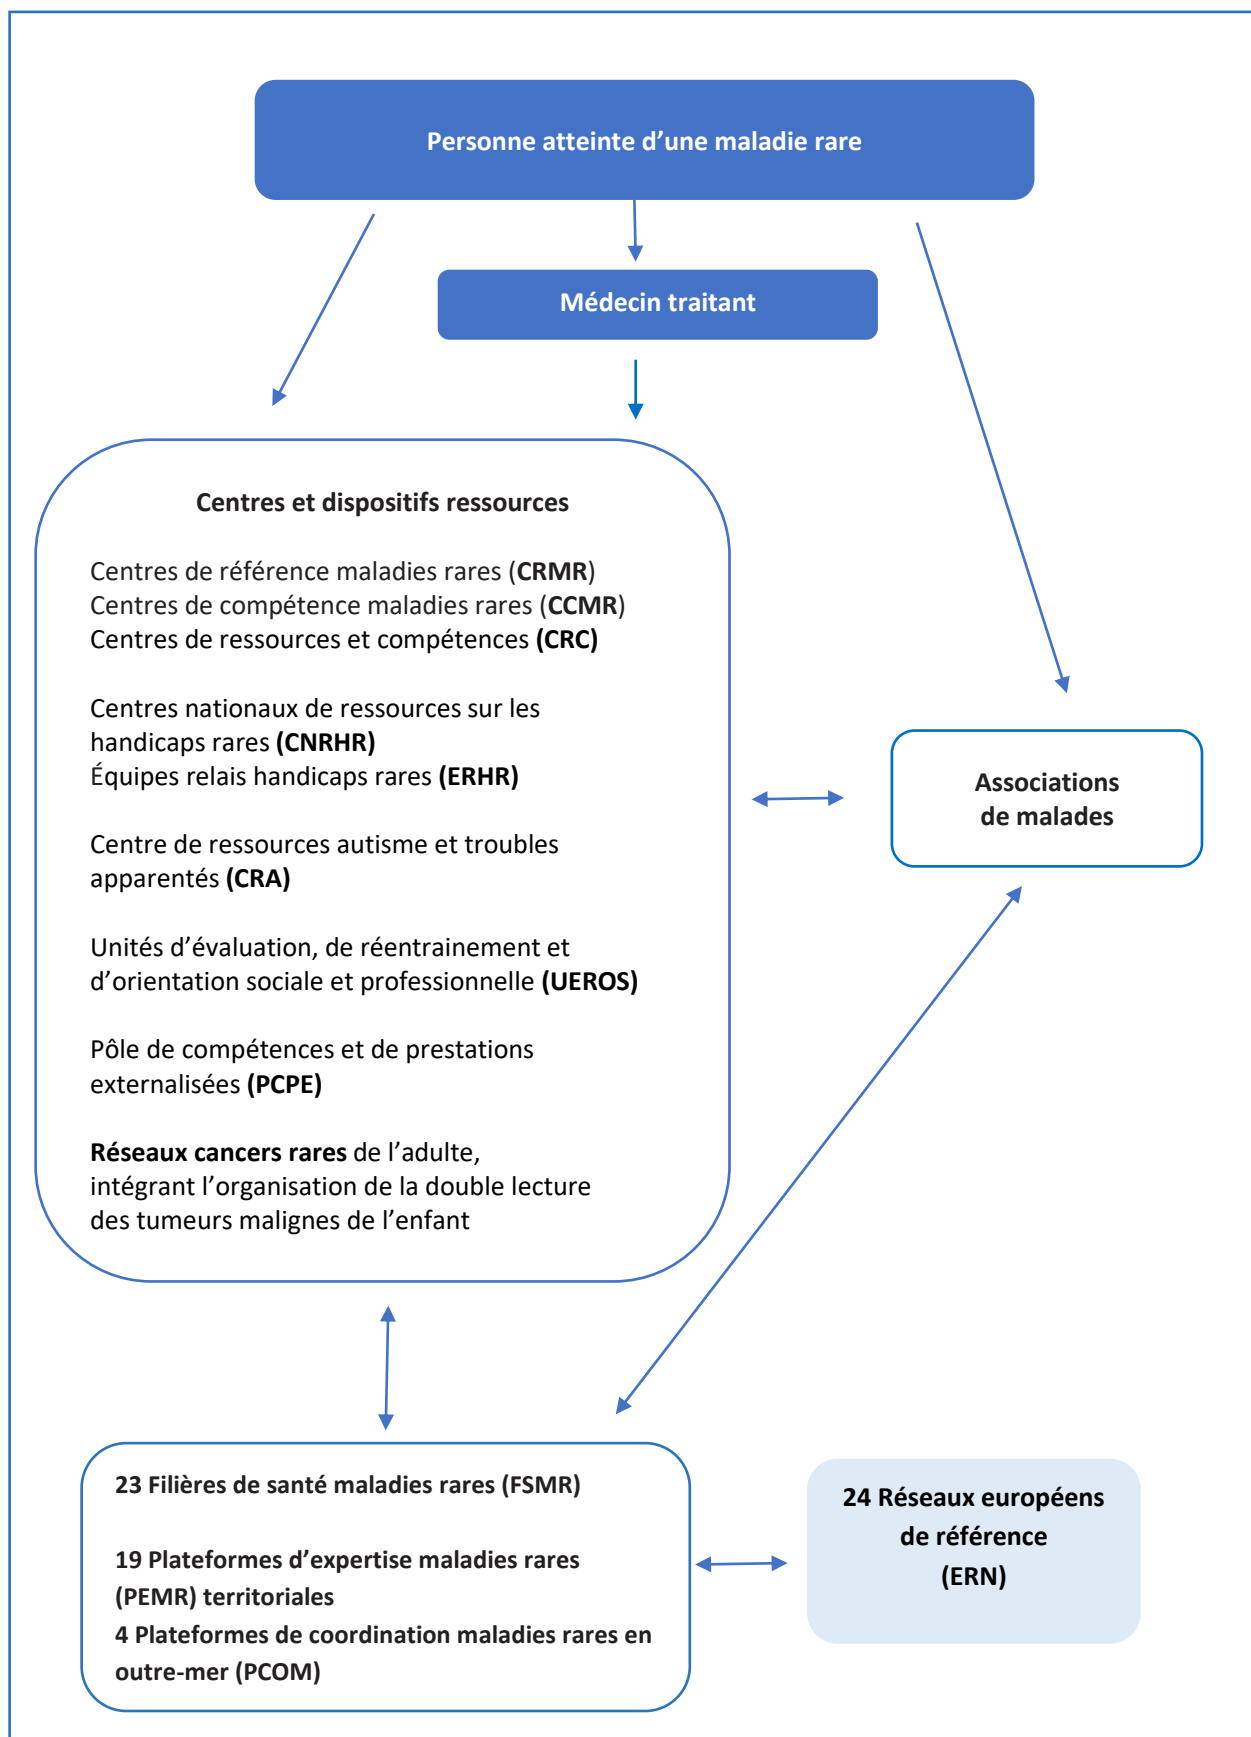 Personne atteinte d’une maladie rare
Médecin traitant
Centres et dispositifs ressources
Centres de référence maladies rares (CRMR)
Centres de compétence maladies rares (CCMR)
Centres de ressources et compétences (CRC)
Centres nationaux de ressources sur les
handicaps rares (CNRHR)
Équipes relais handicaps rares (ERHR)
Centre de ressources autisme et troubles
apparentés (CRA)
Unités d’évaluation, de réentrainement et
d’orientation sociale et professionnelle (UEROS)
Pôle de compétences et de prestations
externalisées (PCPE)
Réseaux cancers rares de l’adulte,
intégrant l’organisation de la double lecture
des tumeurs malignes de l’enfant
Associations
de malades
23 Filières de santé maladies rares (FSMR)
19 Plateformes d’expertise maladies rares
(PEMR) territoriales
4 Plateformes de coordination maladies rares en
outre-mer (PCOM)
24 Réseaux européens
de référence
(ERN)